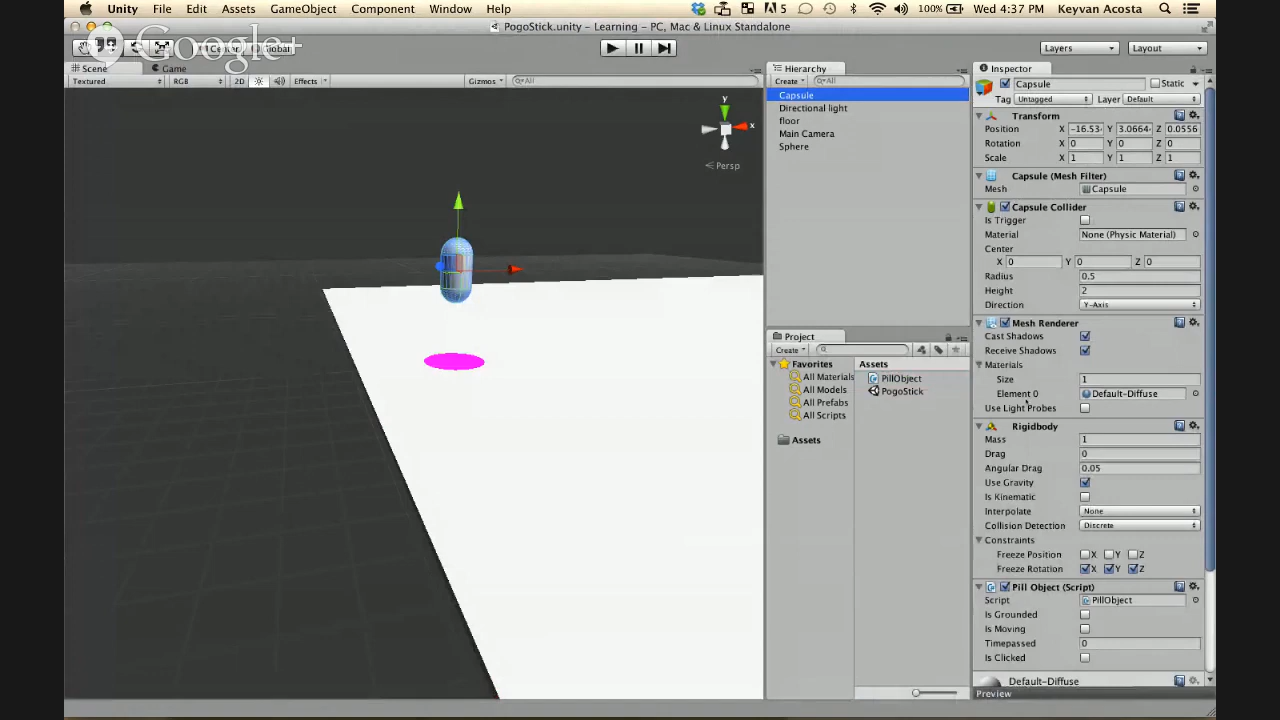 Unity File Edit Assets GameObject Component Window Help 5 100% Wed 4:37 PM Keyvan Acosta
PogoStick.unity - Learning - PC, Mac & Linux Standalone
Google+
Center Global
Layers Layout
Scene Game
Textured RGB 2D Effects Gizmos All
y
x
Persp
Hierarchy
Create All
Capsule
Directional light
floor
Main Camera
Sphere
Project
Create
Favorites
All Materials
All Models
All Prefabs
All Scripts
Assets
Assets
PillObject
PogoStick
Inspector
Capsule Static
Tag Untagged Layer Default
Transform
Position X -16.53 Y 3.0664 Z 0.0556
Rotation X 0 Y 0 Z 0
Scale X 1 Y 1 Z 1
Capsule (Mesh Filter)
Mesh Capsule
Capsule Collider
Is Trigger
Material None (Physic Material)
Center
X 0 Y 0 Z 0
Radius 0.5
Height 2
Direction Y-Axis
Mesh Renderer
Cast Shadows
Receive Shadows
Materials
Size 1
Element 0 Default-Diffuse
Use Light Probes
Rigidbody
Mass 1
Drag 0
Angular Drag 0.05
Use Gravity
Is Kinematic
Interpolate None
Collision Detection Discrete
Constraints
Freeze Position X Y Z
Freeze Rotation X Y Z
Pill Object (Script)
Script PillObject
Is Grounded
Is Moving
Timepassed 0
Is Clicked
Default-Diffuse
Preview